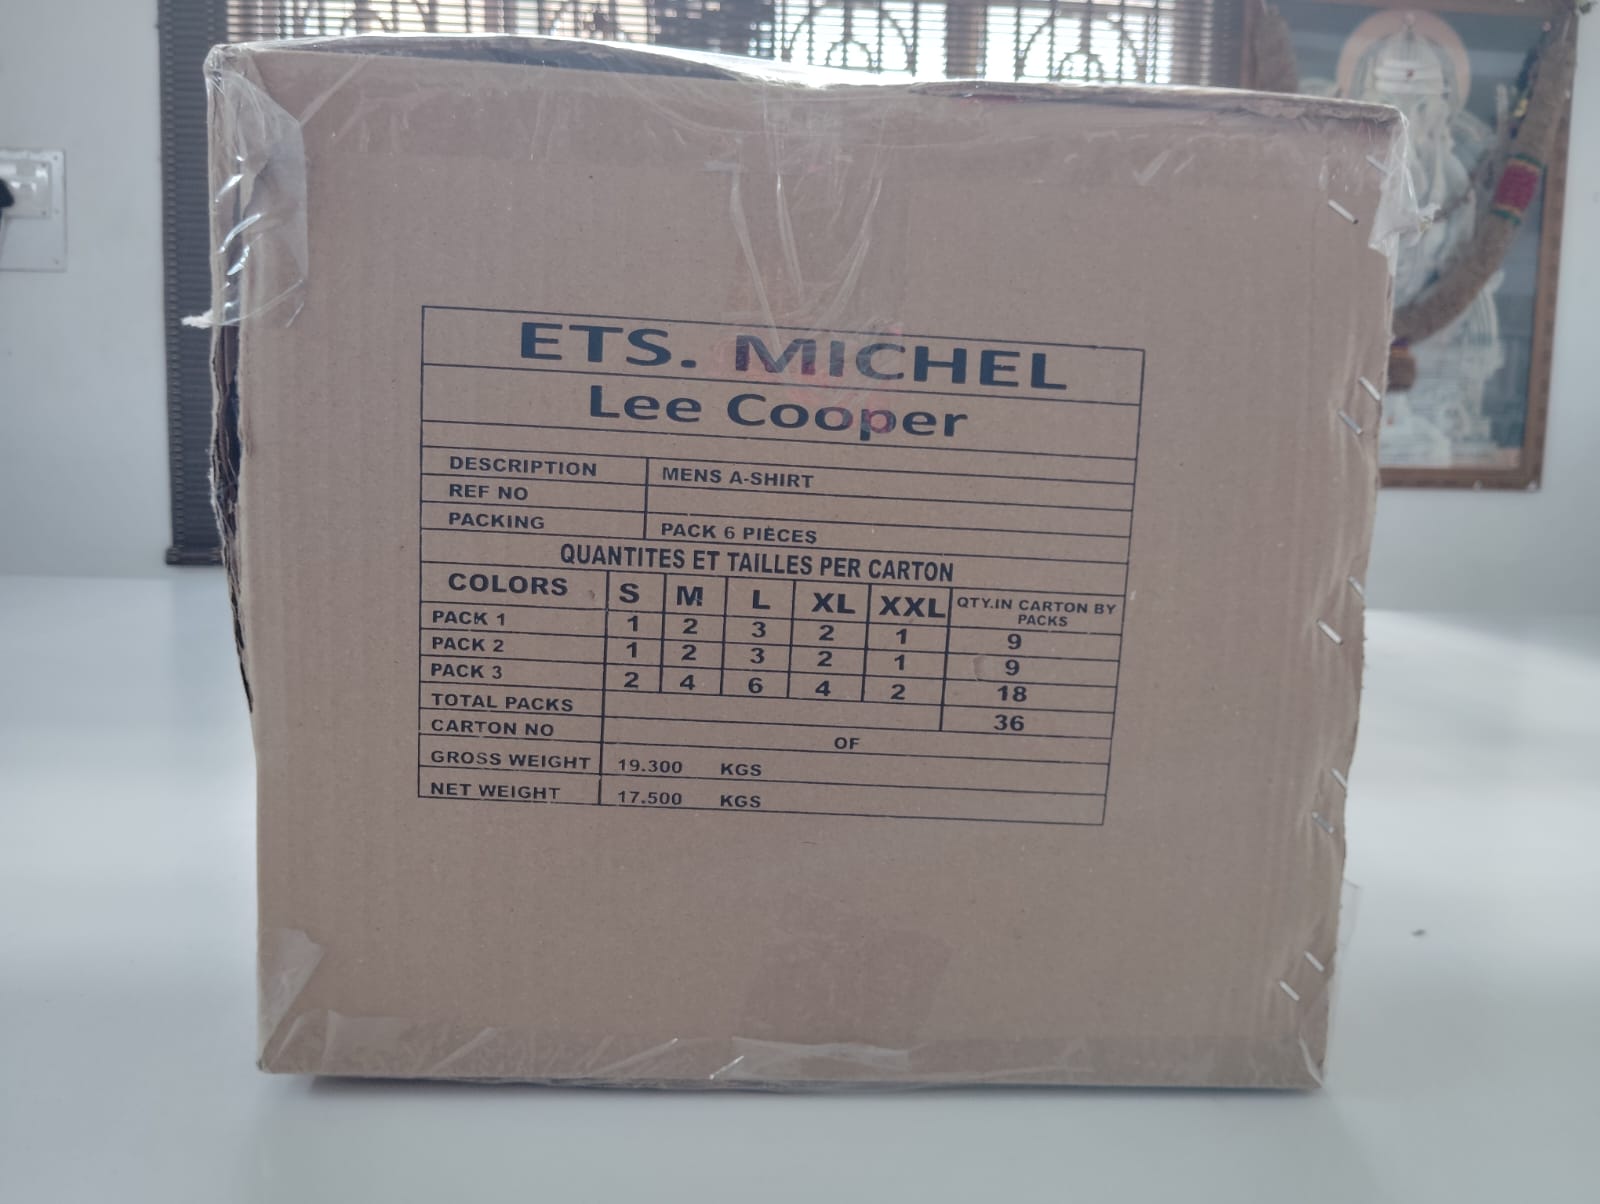 ETS. MICHEL
Lee Cooper
DESCRIPTION MENS A-SHIRT
REF NO
PACKING PACK 6 PIÈCES
QUANTITES ET TAILLES PER CARTON
COLORS S M L XL XXL QTY.IN CARTON BY PACKS
PACK 1 1 2 3 2 1 9
PACK 2 1 2 3 2 1 9
PACK 3 2 4 6 4 2 18
TOTAL PACKS 36
CARTON NO OF
GROSS WEIGHT 19.300 KGS
NET WEIGHT 17.500 KGS